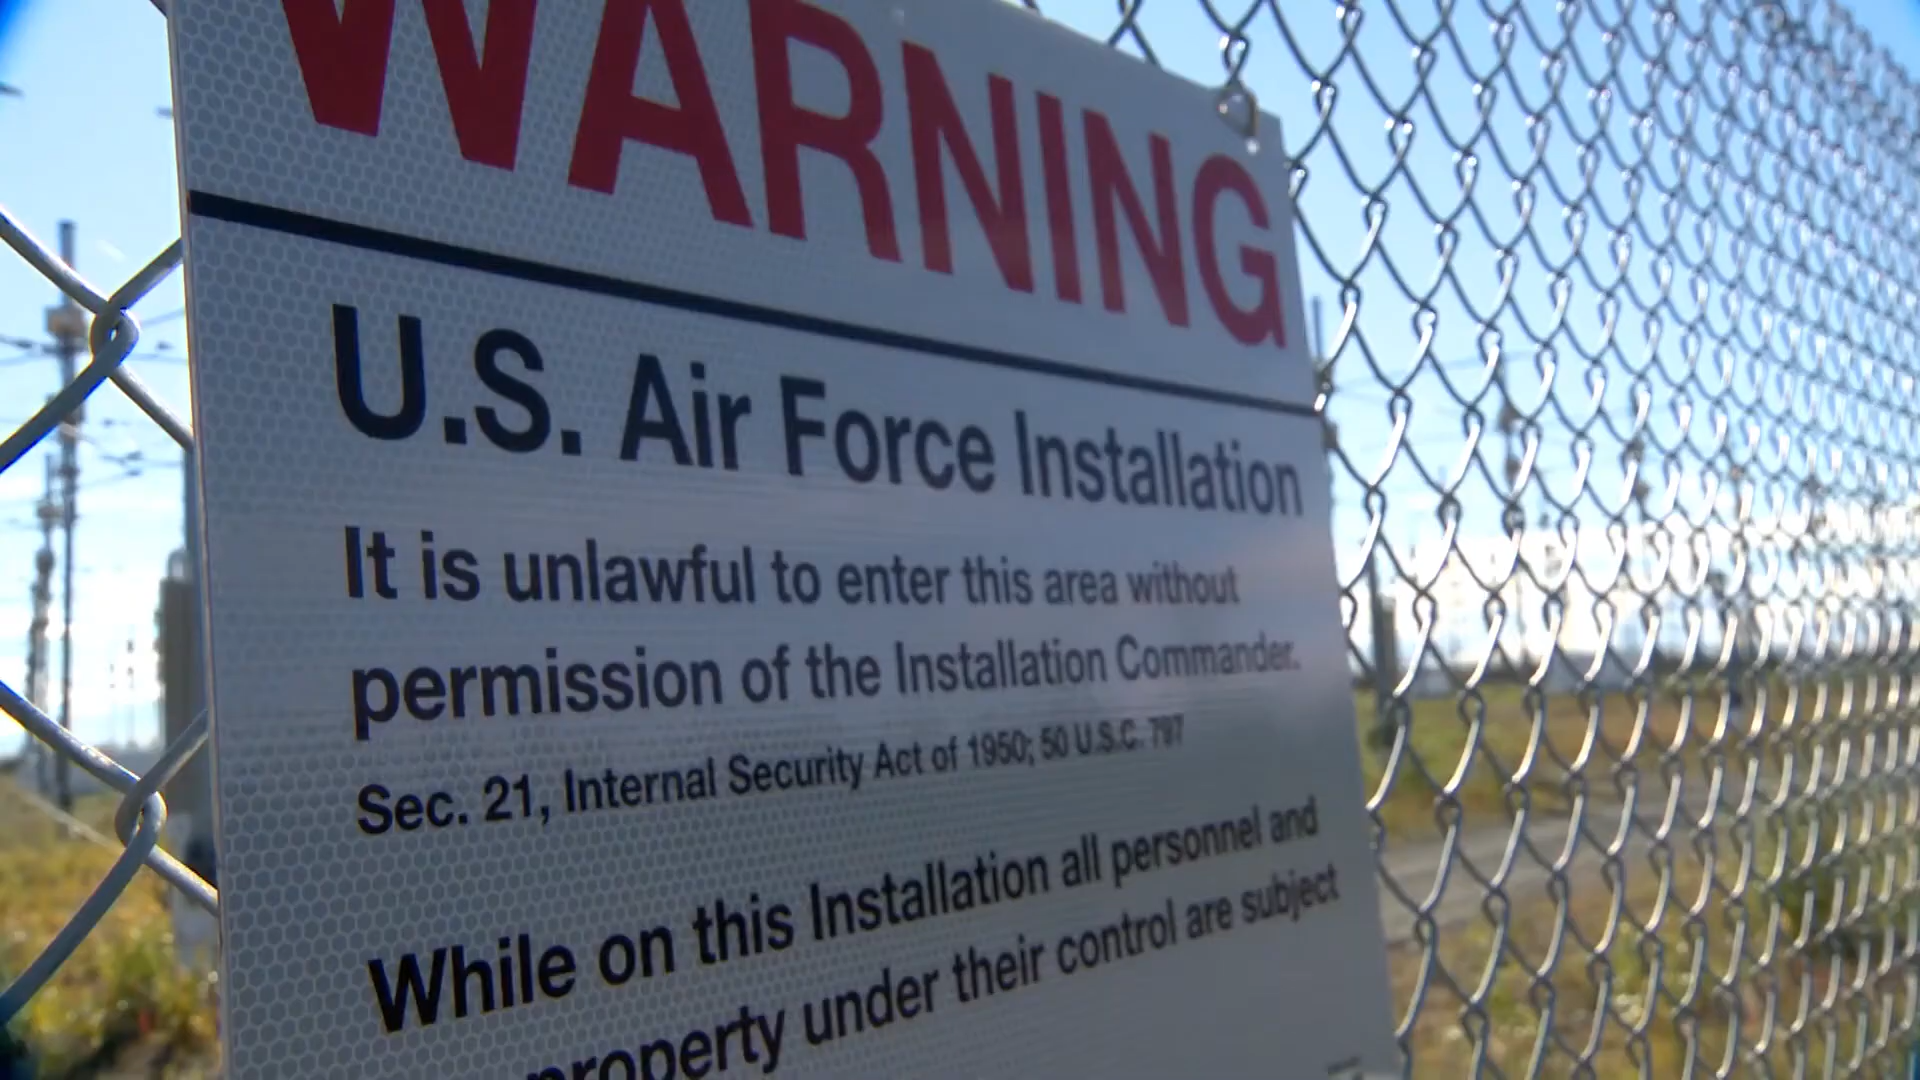 WARNING
U.S. Air Force Installation
It is unlawful to enter this area without
permission of the Installation Commander.
Sec. 21, Internal Security Act of 1950; 50 U.S.C. 797
While on this Installation all personnel and
property under their control are subject